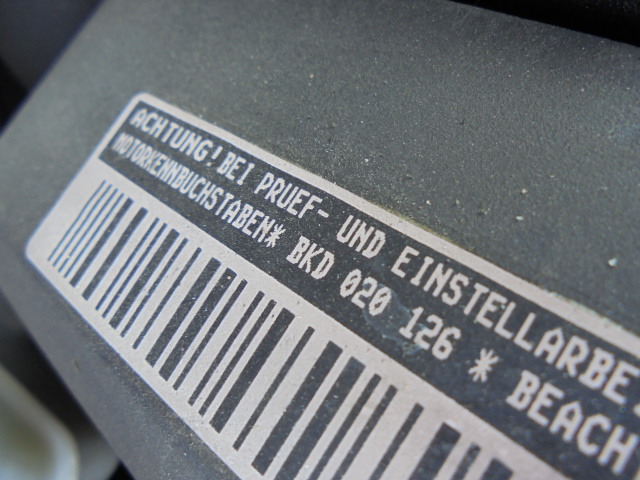 ACHTUNG! BEI PRUEF- UND EINSTELLARBE
MOTORKENNBUCHSTABEN* BKD 020 126 * BEACH